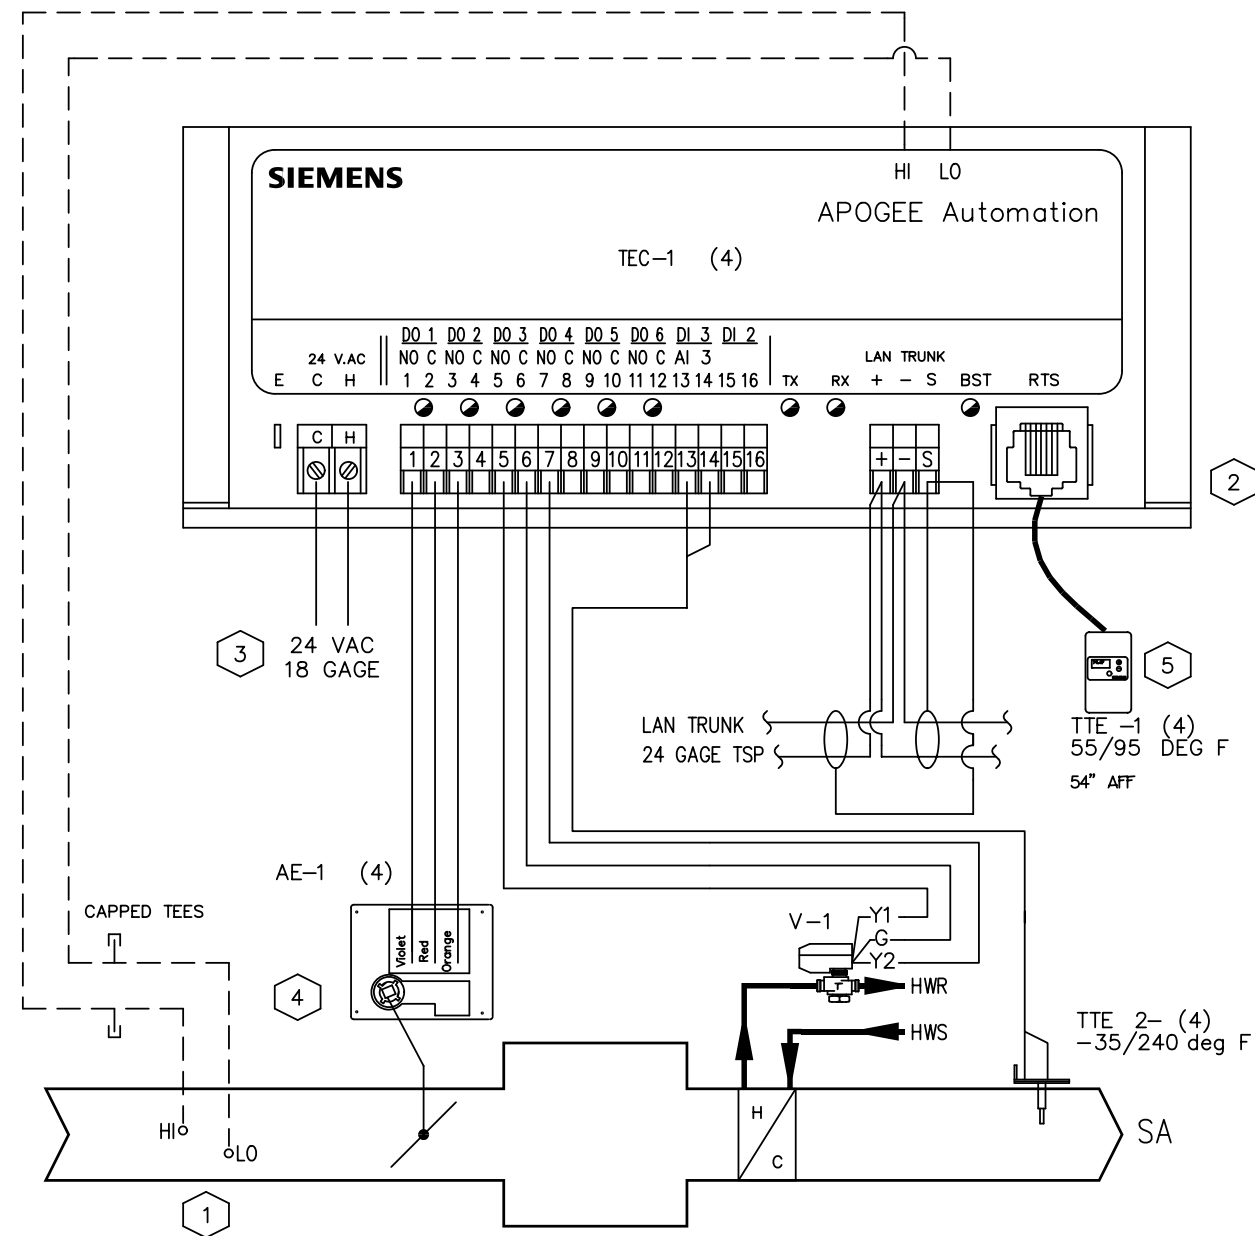 HI LO
SIEMENS
APOGEE Automation
TEC-1 (4)
DO 1 DO 2 DO 3 DO 4 DO 5 DO 6 DI 3 DI 2
24 V.AC NO C NO C NO C NO C NO C NO C AI 3 LAN TRUNK
E C H 1 2 3 4 5 6 7 8 9 10 11 12 13 14 15 16 TX RX + - S BST RTS
C H
1 2 3 4 5 6 7 8 9 10 11 12 13 14 15 16 + - S
2
3
24 VAC
18 GAGE
5
LAN TRUNK
24 GAGE TSP
TTE -1 (4)
55/95 DEG F
54" AFF
AE-1 (4)
CAPPED TEES
Violet
Red
Orange
4
V-1
Y1
G
Y2
HWR
HWS
TTE 2- (4)
-35/240 deg F
HI
LO
H
C
SA
1